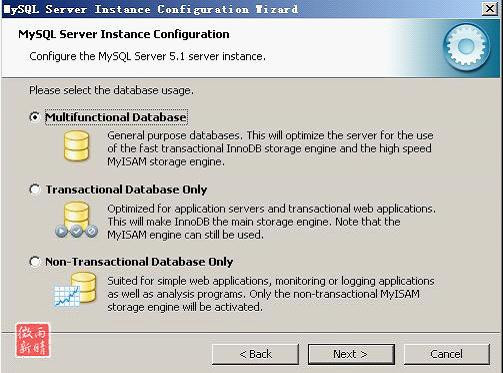 MySQL Server Instance Configuration Wizard
MySQL Server Instance Configuration
Configure the MySQL Server 5.1 server instance.
Please select the database usage.
Multifunctional Database
General purpose databases. This will optimize the server for the use
of the fast transactional InnoDB storage engine and the high speed
MyISAM storage engine.
Transactional Database Only
Optimized for application servers and transactional web applications.
This will make InnoDB the main storage engine. Note that the
MyISAM engine can still be used.
Non-Transactional Database Only
Suited for simple web applications, monitoring or logging applications
as well as analysis programs. Only the non-transactional MyISAM
storage engine will be activated.
微雨
新晴
< Back
Next >
Cancel